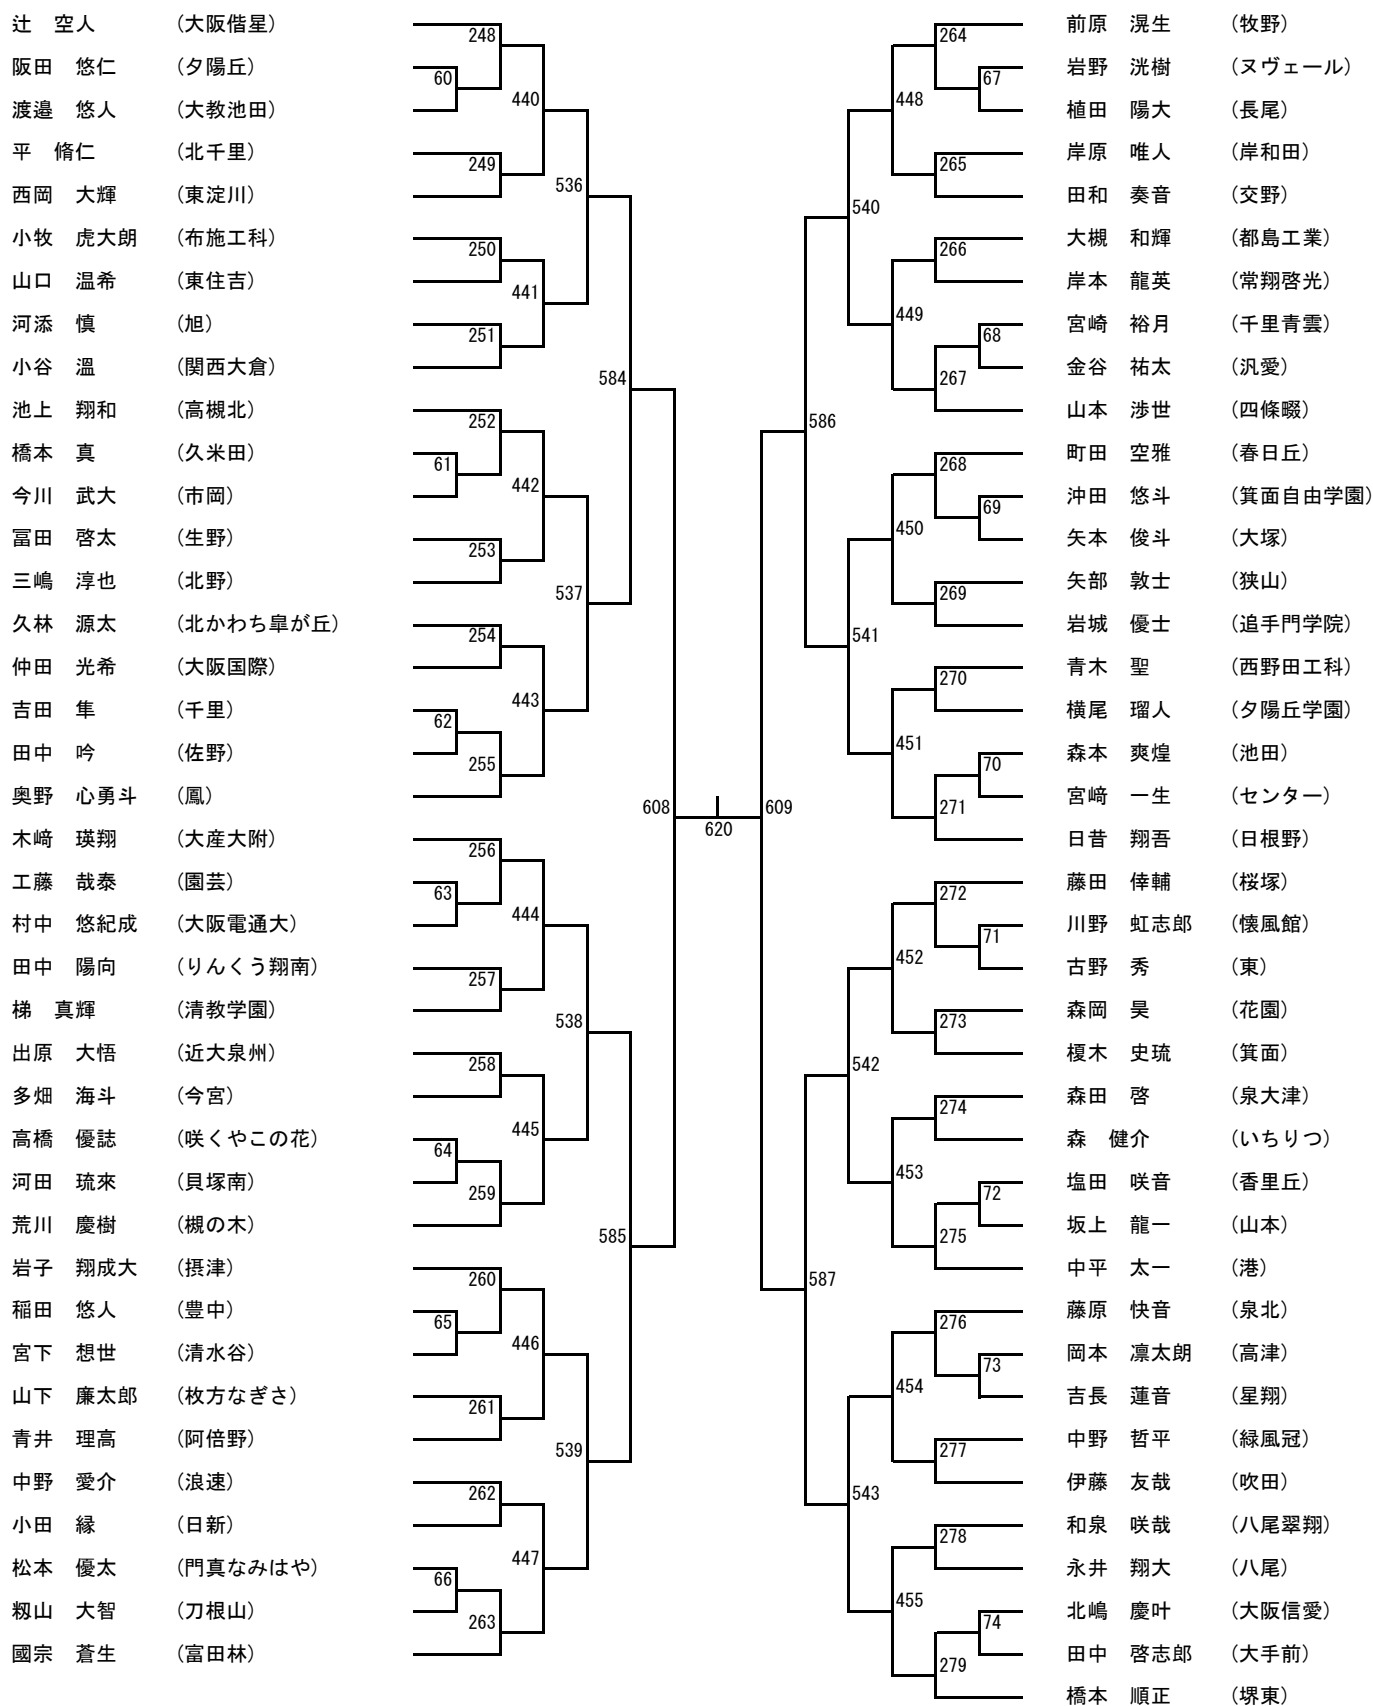 辻　空人　（大阪偕星）
阪田　悠仁　（夕陽丘）
渡邉　悠人　（大教池田）
平　脩仁　（北千里）
西岡　大輝　（東淀川）
小牧　虎大朗　（布施工科）
山口　温希　（東住吉）
河添　慎　（旭）
小谷　溫　（関西大倉）
池上　翔和　（高槻北）
橋本　真　（久米田）
今川　武大　（市岡）
冨田　啓太　（生野）
三嶋　淳也　（北野）
久林　源太　（北かわち皐が丘）
仲田　光希　（大阪国際）
吉田　隼　（千里）
田中　吟　（佐野）
奥野　心勇斗　（鳳）
木﨑　瑛翔　（大産大附）
工藤　哉泰　（園芸）
村中　悠紀成　（大阪電通大）
田中　陽向　（りんくう翔南）
梯　真輝　（清教学園）
出原　大悟　（近大泉州）
多畑　海斗　（今宮）
高橋　優誌　（咲くやこの花）
河田　琉來　（貝塚南）
荒川　慶樹　（槻の木）
岩子　翔成大　（摂津）
稲田　悠人　（豊中）
宮下　想世　（清水谷）
山下　廉太郎　（枚方なぎさ）
青井　理高　（阿倍野）
中野　愛介　（浪速）
小田　縁　（日新）
松本　優太　（門真なみはや）
籾山　大智　（刀根山）
國宗　蒼生　（富田林）
248
60
440
249
536
250
441
251
584
252
61
442
253
537
254
443
62
255
608
256
63
444
257
538
258
445
64
259
585
260
65
446
261
539
262
447
66
263
620
609
264
67
448
265
540
266
449
68
267
586
268
69
450
269
541
270
451
70
271
272
71
452
273
542
274
453
72
275
587
276
73
454
277
543
278
455
74
279
前原　滉生　（牧野）
岩野　洸樹　（ヌヴェール）
植田　陽大　（長尾）
岸原　唯人　（岸和田）
田和　奏音　（交野）
大槻　和輝　（都島工業）
岸本　龍英　（常翔啓光）
宮崎　裕月　（千里青雲）
金谷　祐太　（汎愛）
山本　渉世　（四條畷）
町田　空雅　（春日丘）
沖田　悠斗　（箕面自由学園）
矢本　俊斗　（大塚）
矢部　敦士　（狭山）
岩城　優士　（追手門学院）
青木　聖　（西野田工科）
横尾　瑠人　（夕陽丘学園）
森本　爽煌　（池田）
宮﨑　一生　（センター）
日昔　翔吾　（日根野）
藤田　倖輔　（桜塚）
川野　虹志郎　（懐風館）
古野　秀　（東）
森岡　昊　（花園）
榎木　史琉　（箕面）
森田　啓　（泉大津）
森　健介　（いちりつ）
塩田　咲音　（香里丘）
坂上　龍一　（山本）
中平　太一　（港）
藤原　快音　（泉北）
岡本　凛太朗　（高津）
吉長　蓮音　（星翔）
中野　哲平　（緑風冠）
伊藤　友哉　（吹田）
和泉　咲哉　（八尾翠翔）
永井　翔大　（八尾）
北嶋　慶叶　（大阪信愛）
田中　啓志郎　（大手前）
橋本　順正　（堺東）